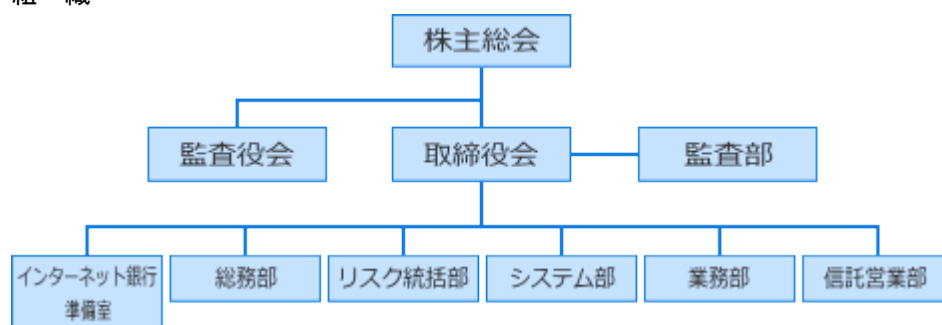 株主総会
監査役会
取締役会
監査部
インターネット銀行
準備室
総務部
リスク統括部
システム部
業務部
信託営業部